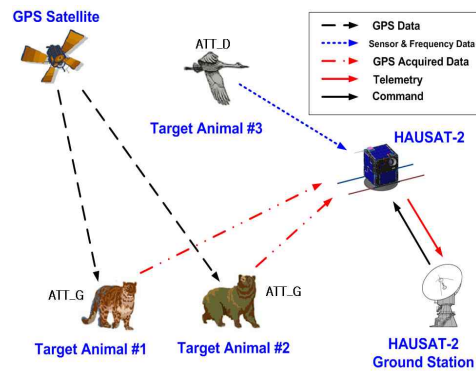 GPS Satellite
ATT_D
Target Animal #3
GPS Data
Sensor & Frequency Data
GPS Acquired Data
Telemetry
Command
HAUSAT-2
ATT_G
Target Animal #1
ATT_G
Target Animal #2
HAUSAT-2
Ground Station